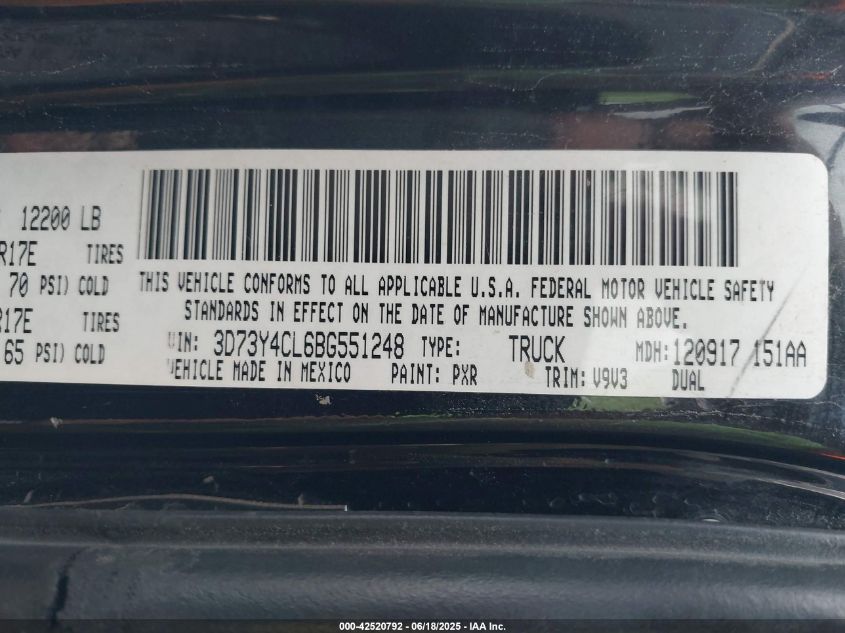 12200 LB
R17E TIRES
70 PSI) COLD
R17E TIRES
65 PSI) COLD
THIS VEHICLE CONFORMS TO ALL APPLICABLE U.S.A. FEDERAL MOTOR VEHICLE SAFETY
STANDARDS IN EFFECT ON THE DATE OF MANUFACTURE SHOWN ABOVE.
VIN: 3D73Y4CL6BG551248 TYPE: TRUCK MDH: 120917 151AA
VEHICLE MADE IN MEXICO PAINT: PXR TRIM: V9V3 DUAL
000-42520792 - 06/18/2025 - IAA Inc.